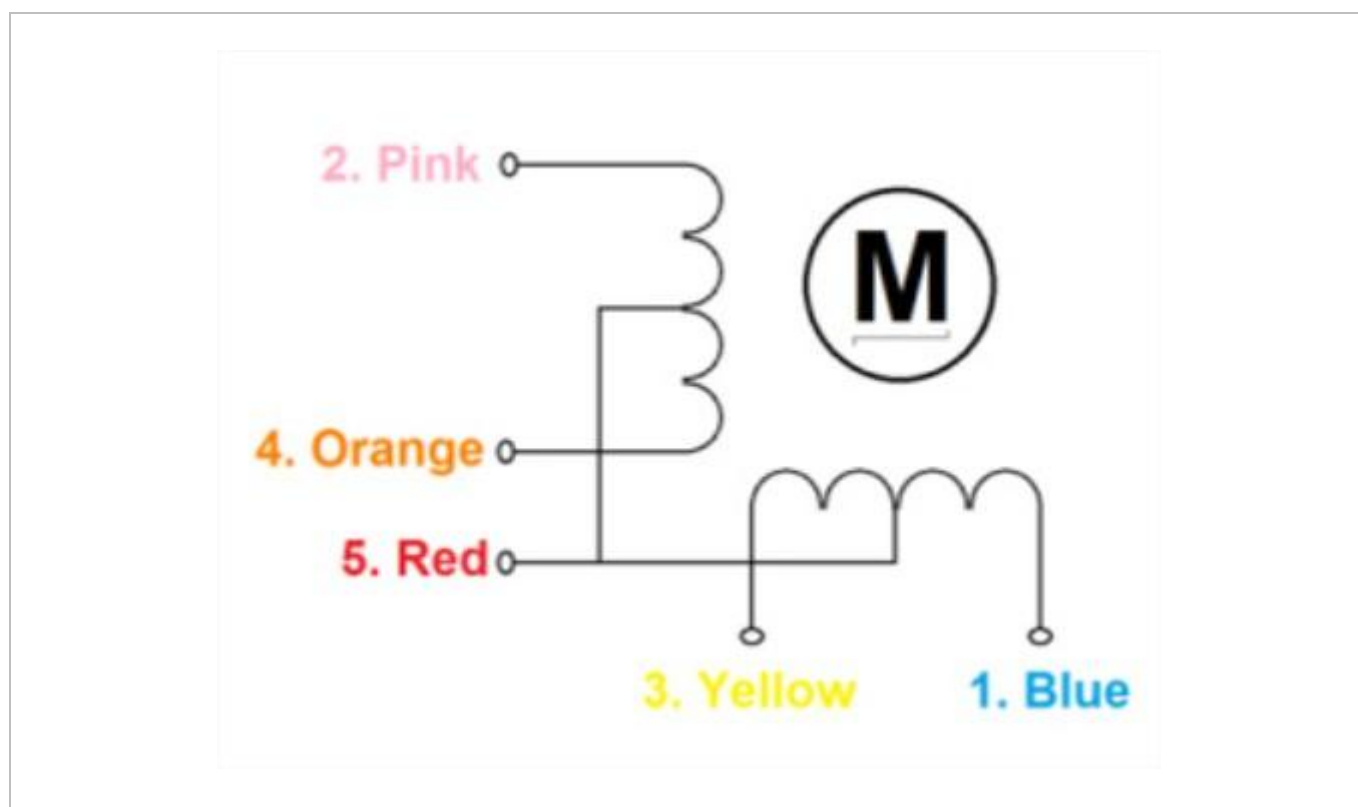 2. Pink
M
4. Orange
5. Red
3. Yellow
1. Blue